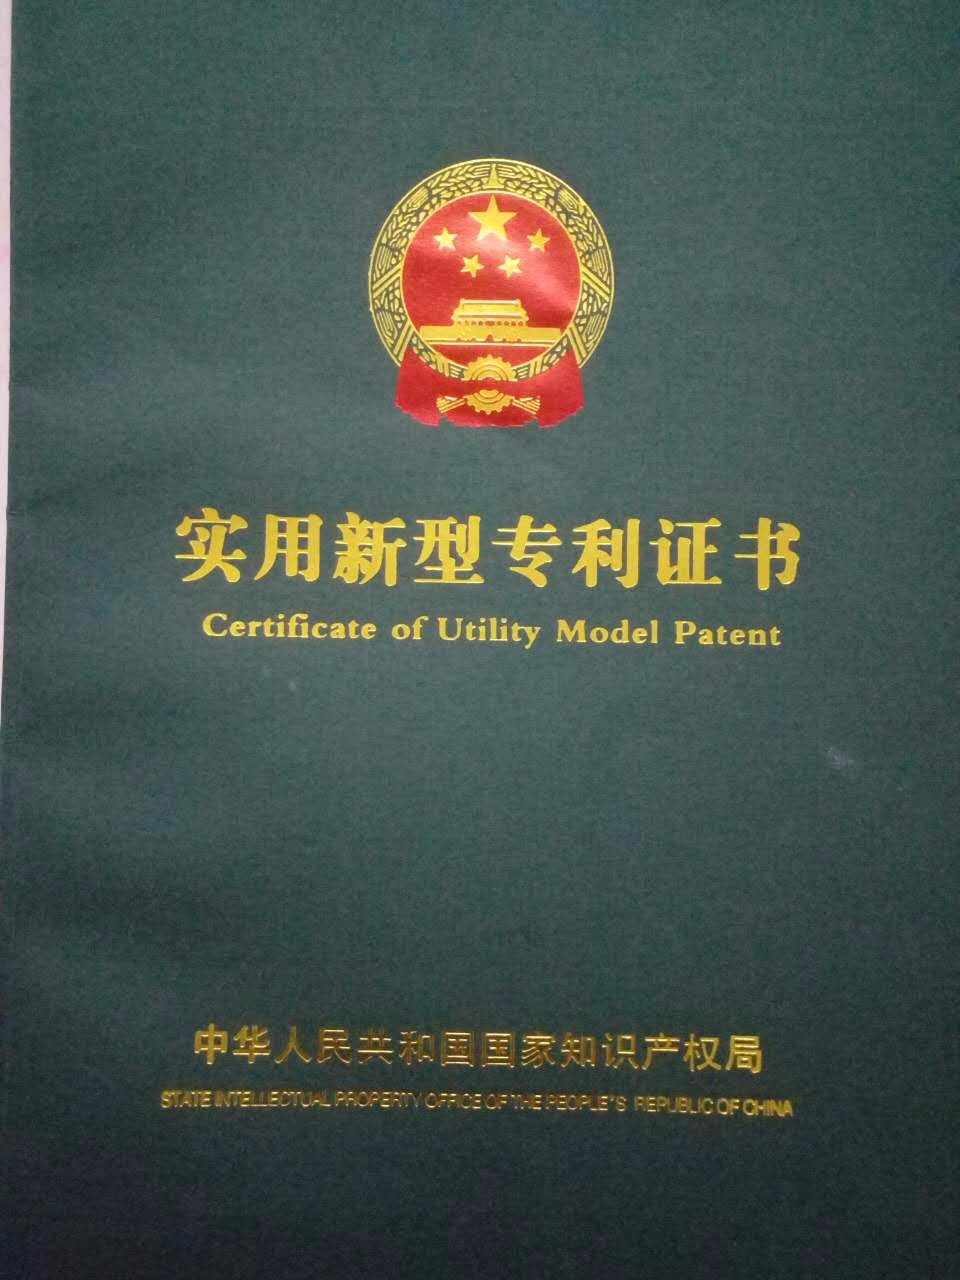 实用新型专利证书
Certificate of Utility Model Patent
中华人民共和国国家知识产权局
STATE INTELLECTUAL PROPERTY OFFICE OF THE PEOPLE'S REPUBLIC OF CHINA